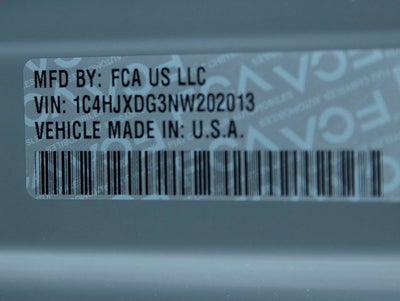 MFD BY: FCA US LLC
VIN: 1C4HJXDG3NW202013
VEHICLE MADE IN: U.S.A.